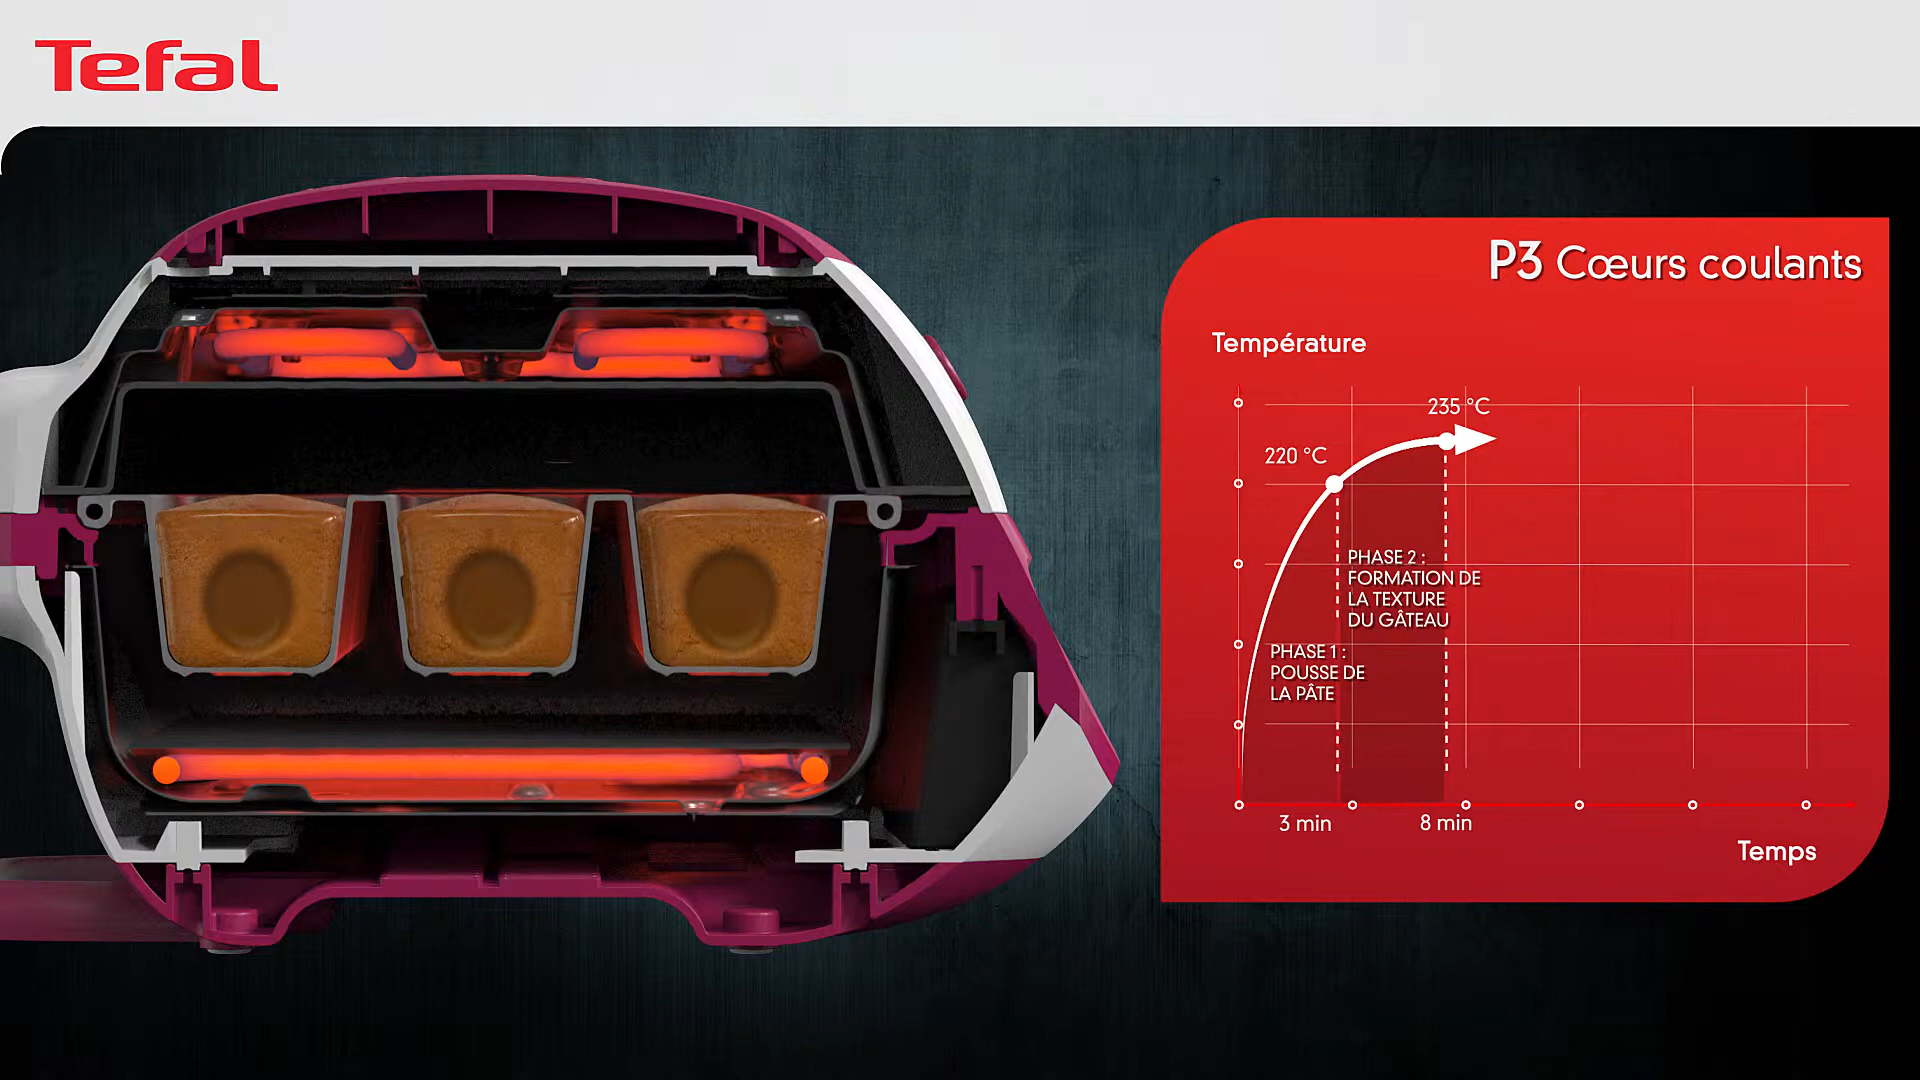 Tefal
P3 Cœurs coulants
Température
235 °C
220 °C
PHASE 2 :
FORMATION DE
LA TEXTURE
DU GÂTEAU
PHASE 1 :
POUSSE DE
LA PÂTE
3 min
8 min
Temps